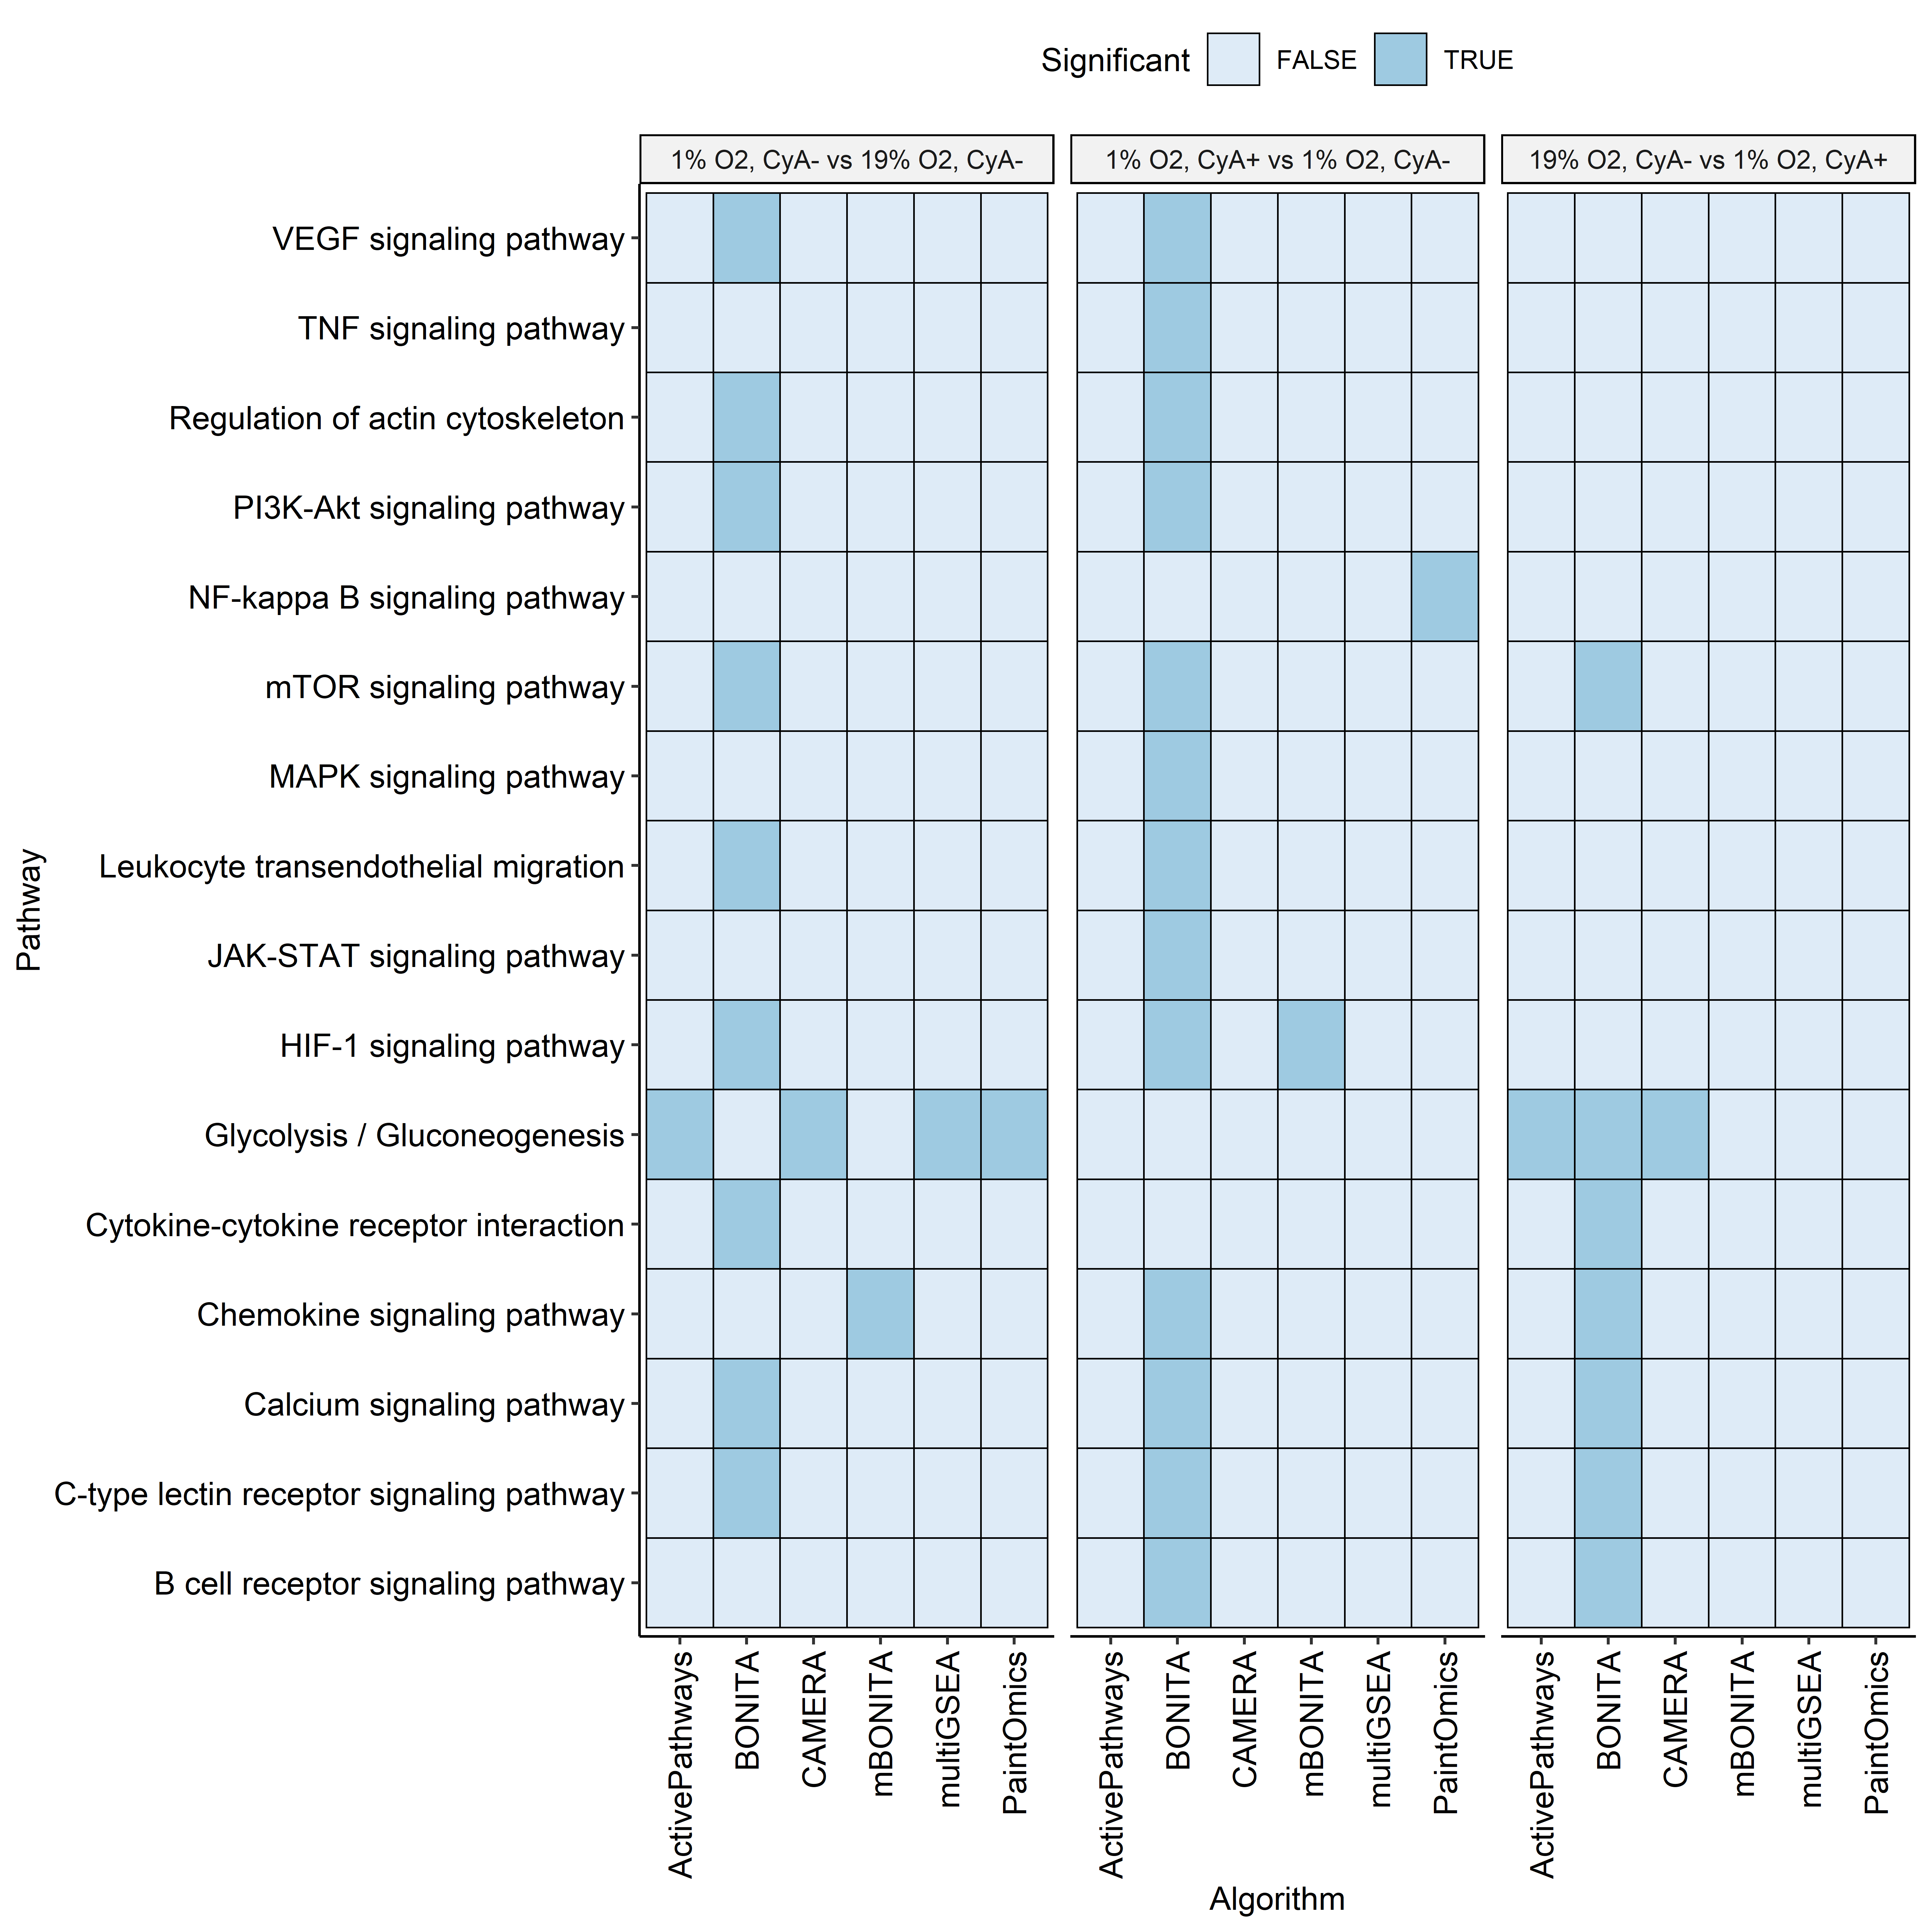 Significant FALSE TRUE
1% O2, CyA- vs 19% O2, CyA- 1% O2, CyA+ vs 1% O2, CyA- 19% O2, CyA- vs 1% O2, CyA+
VEGF signaling pathway
TNF signaling pathway
Regulation of actin cytoskeleton
PI3K-Akt signaling pathway
NF-kappa B signaling pathway
mTOR signaling pathway
MAPK signaling pathway
Leukocyte transendothelial migration
JAK-STAT signaling pathway
HIF-1 signaling pathway
Glycolysis / Gluconeogenesis
Cytokine-cytokine receptor interaction
Chemokine signaling pathway
Calcium signaling pathway
C-type lectin receptor signaling pathway
B cell receptor signaling pathway
Pathway
ActivePathways
BONITA
CAMERA
mBONITA
multiGSEA
PaintOmics
ActivePathways
BONITA
CAMERA
mBONITA
multiGSEA
PaintOmics
ActivePathways
BONITA
CAMERA
mBONITA
multiGSEA
PaintOmics
Algorithm